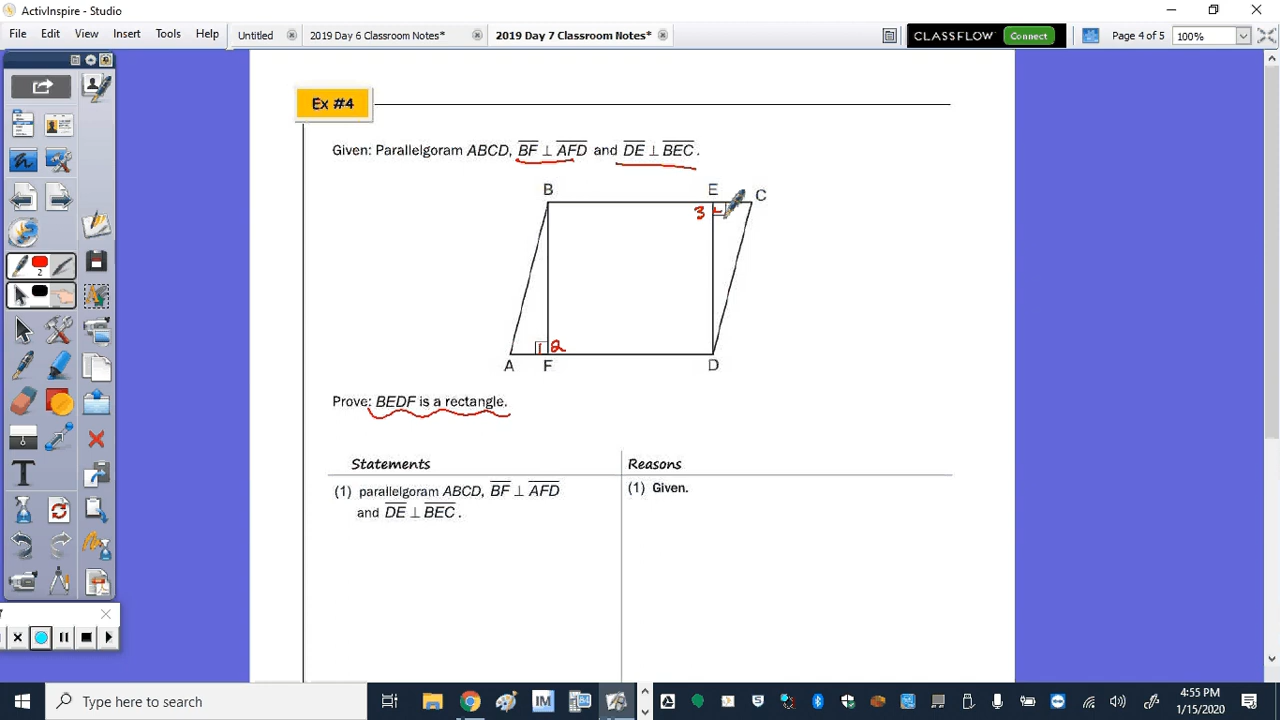 ActivInspire - Studio
File Edit View Insert Tools Help
Untitled 2019 Day 6 Classroom Notes* 2019 Day 7 Classroom Notes*
CLASSFLOW Connect
Page 4 of 5 100%
Ex #4
Given: Parallelgoram ABCD, BF ⊥ AFD and DE ⊥ BEC.
B E C
3
2
1 2
A F D
Prove: BEDF is a rectangle.
Statements Reasons
(1) parallelgoram ABCD, BF ⊥ AFD (1) Given.
and DE ⊥ BEC.
Type here to search
IM
4:55 PM
1/15/2020